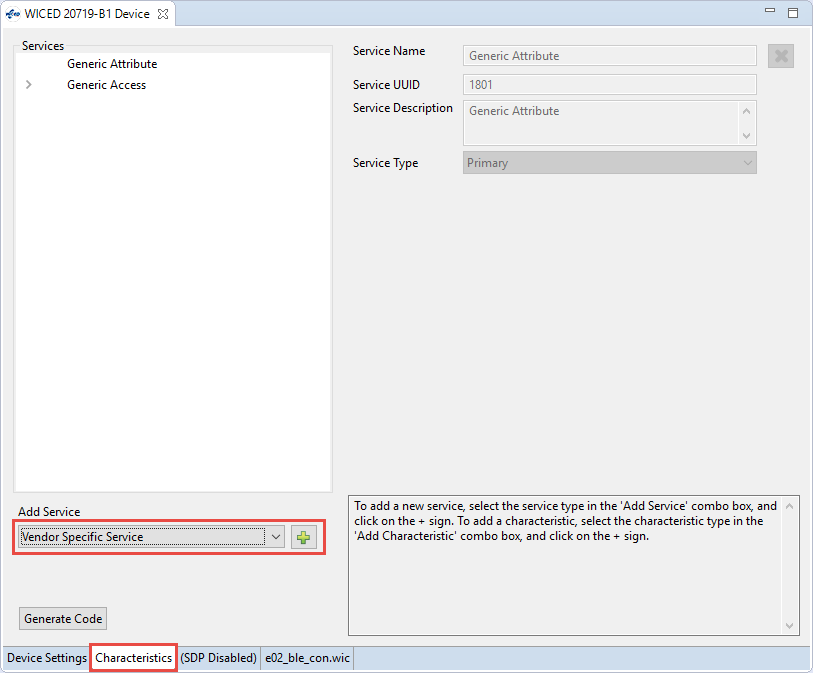 WICED 20719-B1 Device
Services
Generic Attribute
Generic Access
Service Name
Generic Attribute
Service UUID
1801
Service Description
Generic Attribute
Service Type
Primary
Add Service
Vendor Specific Service
To add a new service, select the service type in the 'Add Service' combo box, and
click on the + sign. To add a characteristic, select the characteristic type in the
'Add Characteristic' combo box, and click on the + sign.
Generate Code
Device Settings
Characteristics
(SDP Disabled)
e02_ble_con.wic